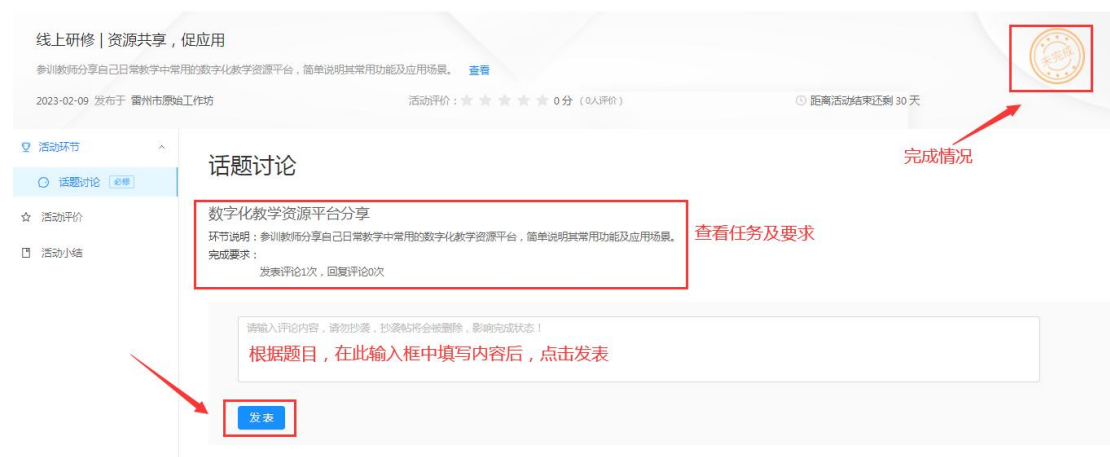 线上研修 | 资源共享，促应用
参训教师分享自己日常教学中常用的数字化教学资源平台，简单说明其常用功能及应用场景。 查看
2023-02-09 发布于 雷州市原始工作坊 活动评价：★ ★ ★ ★ ★ 0 分 （0人评价） 距离活动结束还剩 30 天
未完成
完成情况
活动环节
话题讨论 必修
活动评价
活动小结
话题讨论
数字化教学资源平台分享
环节说明：参训教师分享自己日常教学中常用的数字化教学资源平台，简单说明其常用功能及应用场景。
完成要求：
发表评论1次，回复评论0次
查看任务及要求
请输入评论内容，请勿抄袭，抄袭帖将会被删除，影响完成状态！
根据题目，在此输入框中填写内容后，点击发表
发表